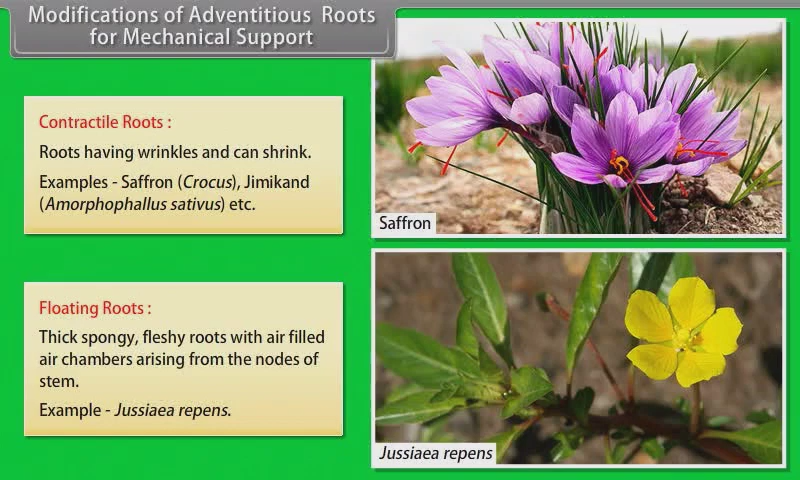 Modifications of Adventitious Roots
for Mechanical Support
Contractile Roots :
Roots having wrinkles and can shrink.
Examples - Saffron (Crocus), Jimikand
(Amorphophallus sativus) etc.
Saffron
Floating Roots :
Thick spongy, fleshy roots with air filled
air chambers arising from the nodes of
stem.
Example - Jussiaea repens.
Jussiaea repens